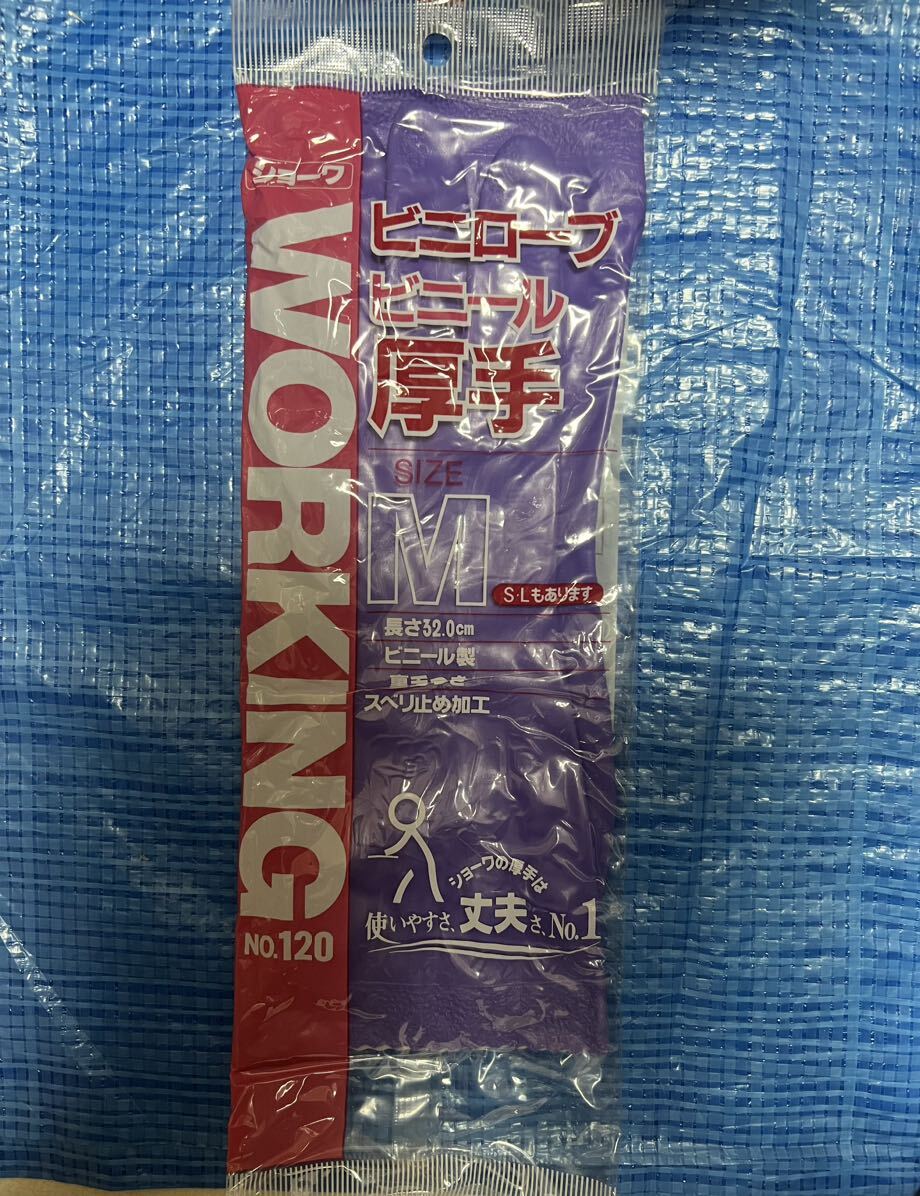 ショーワ
WORKING
NO.120
ビニローブ
ビニール
厚手
SIZE
M
S・Lもあります
長さ32.0cm
ビニール製
スベリ止め加工
ショーワの厚手は
使いやすさ、丈夫さ、No.1